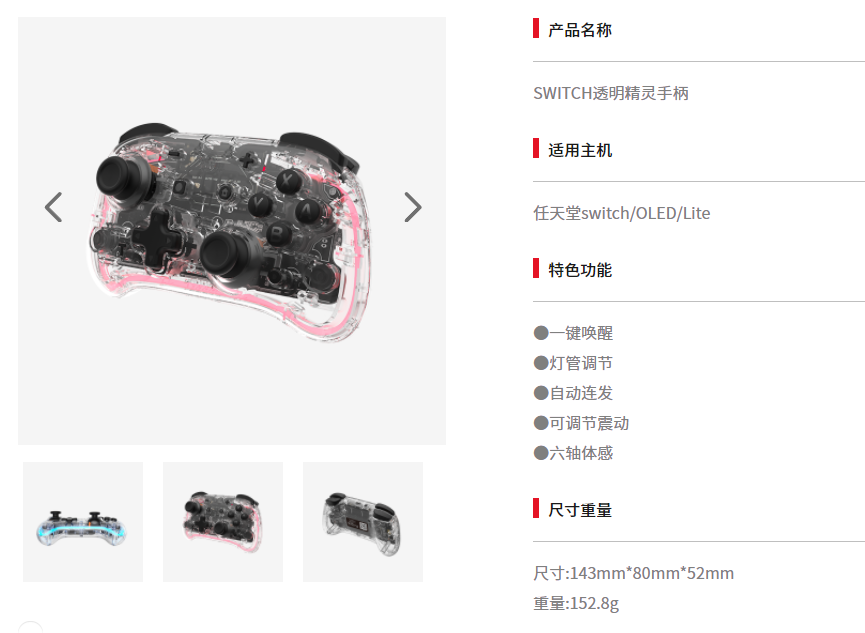 产品名称
SWITCH透明精灵手柄
适用主机
任天堂switch/OLED/Lite
特色功能
●一键唤醒
●灯管调节
●自动连发
●可调节震动
●六轴体感
尺寸重量
尺寸:143mm*80mm*52mm
重量:152.8g